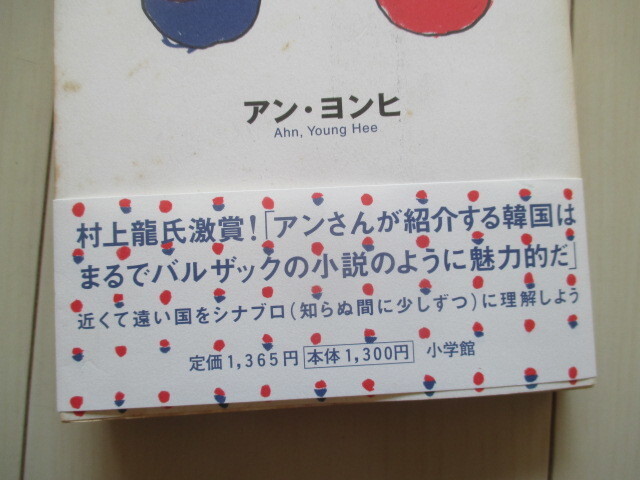 アン・ヨンヒ
Ahn, Young Hee
村上龍氏激賞!「アンさんが紹介する韓国は
まるでバルザックの小説のように魅力的だ」
近くて遠い国をシナブロ(知らぬ間に少しずつ)に理解しよう
定価1,365円 本体1,300円 小学館